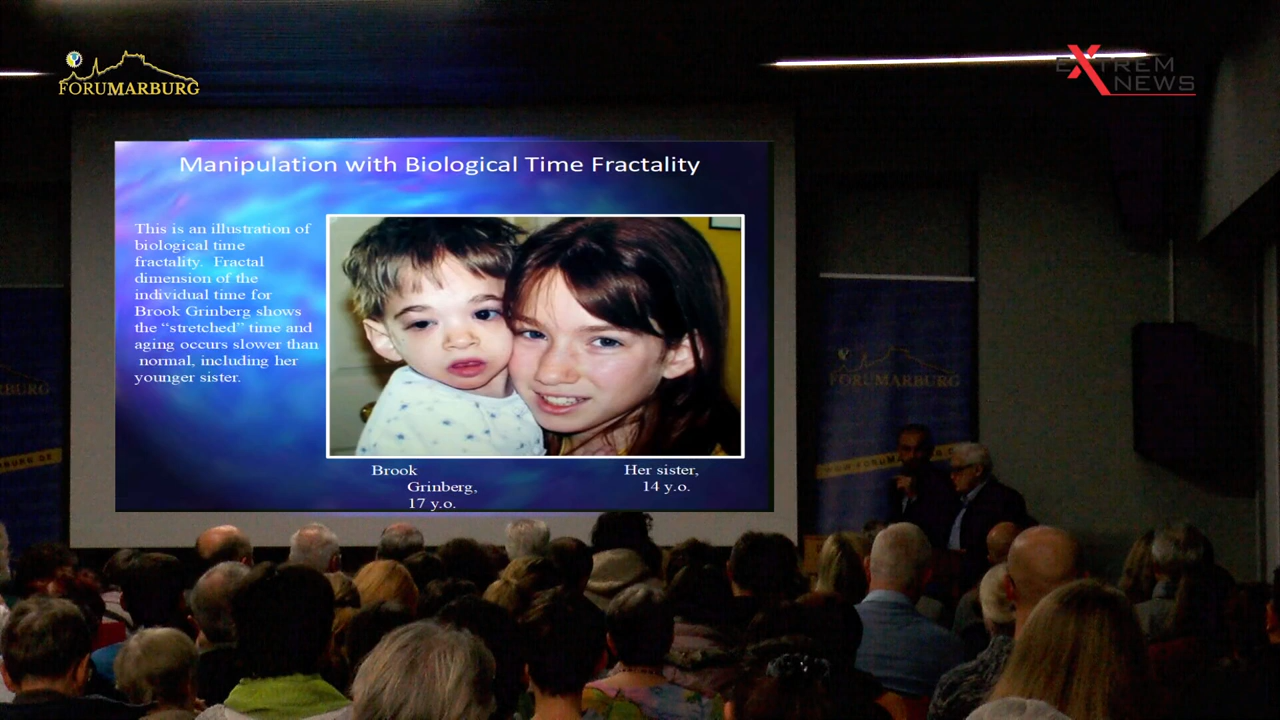 FORUMARBURG
EXTREM
NEWS
Manipulation with Biological Time Fractality
This is an illustration of
biological time
fractality. Fractal
dimension of the
individual time for
Brook Grinberg shows
the “stretched” time and
aging occurs slower than
normal, including her
younger sister.
Brook
Grinberg,
17 y.o.
Her sister,
14 y.o.
BURG
FORUMARBURG